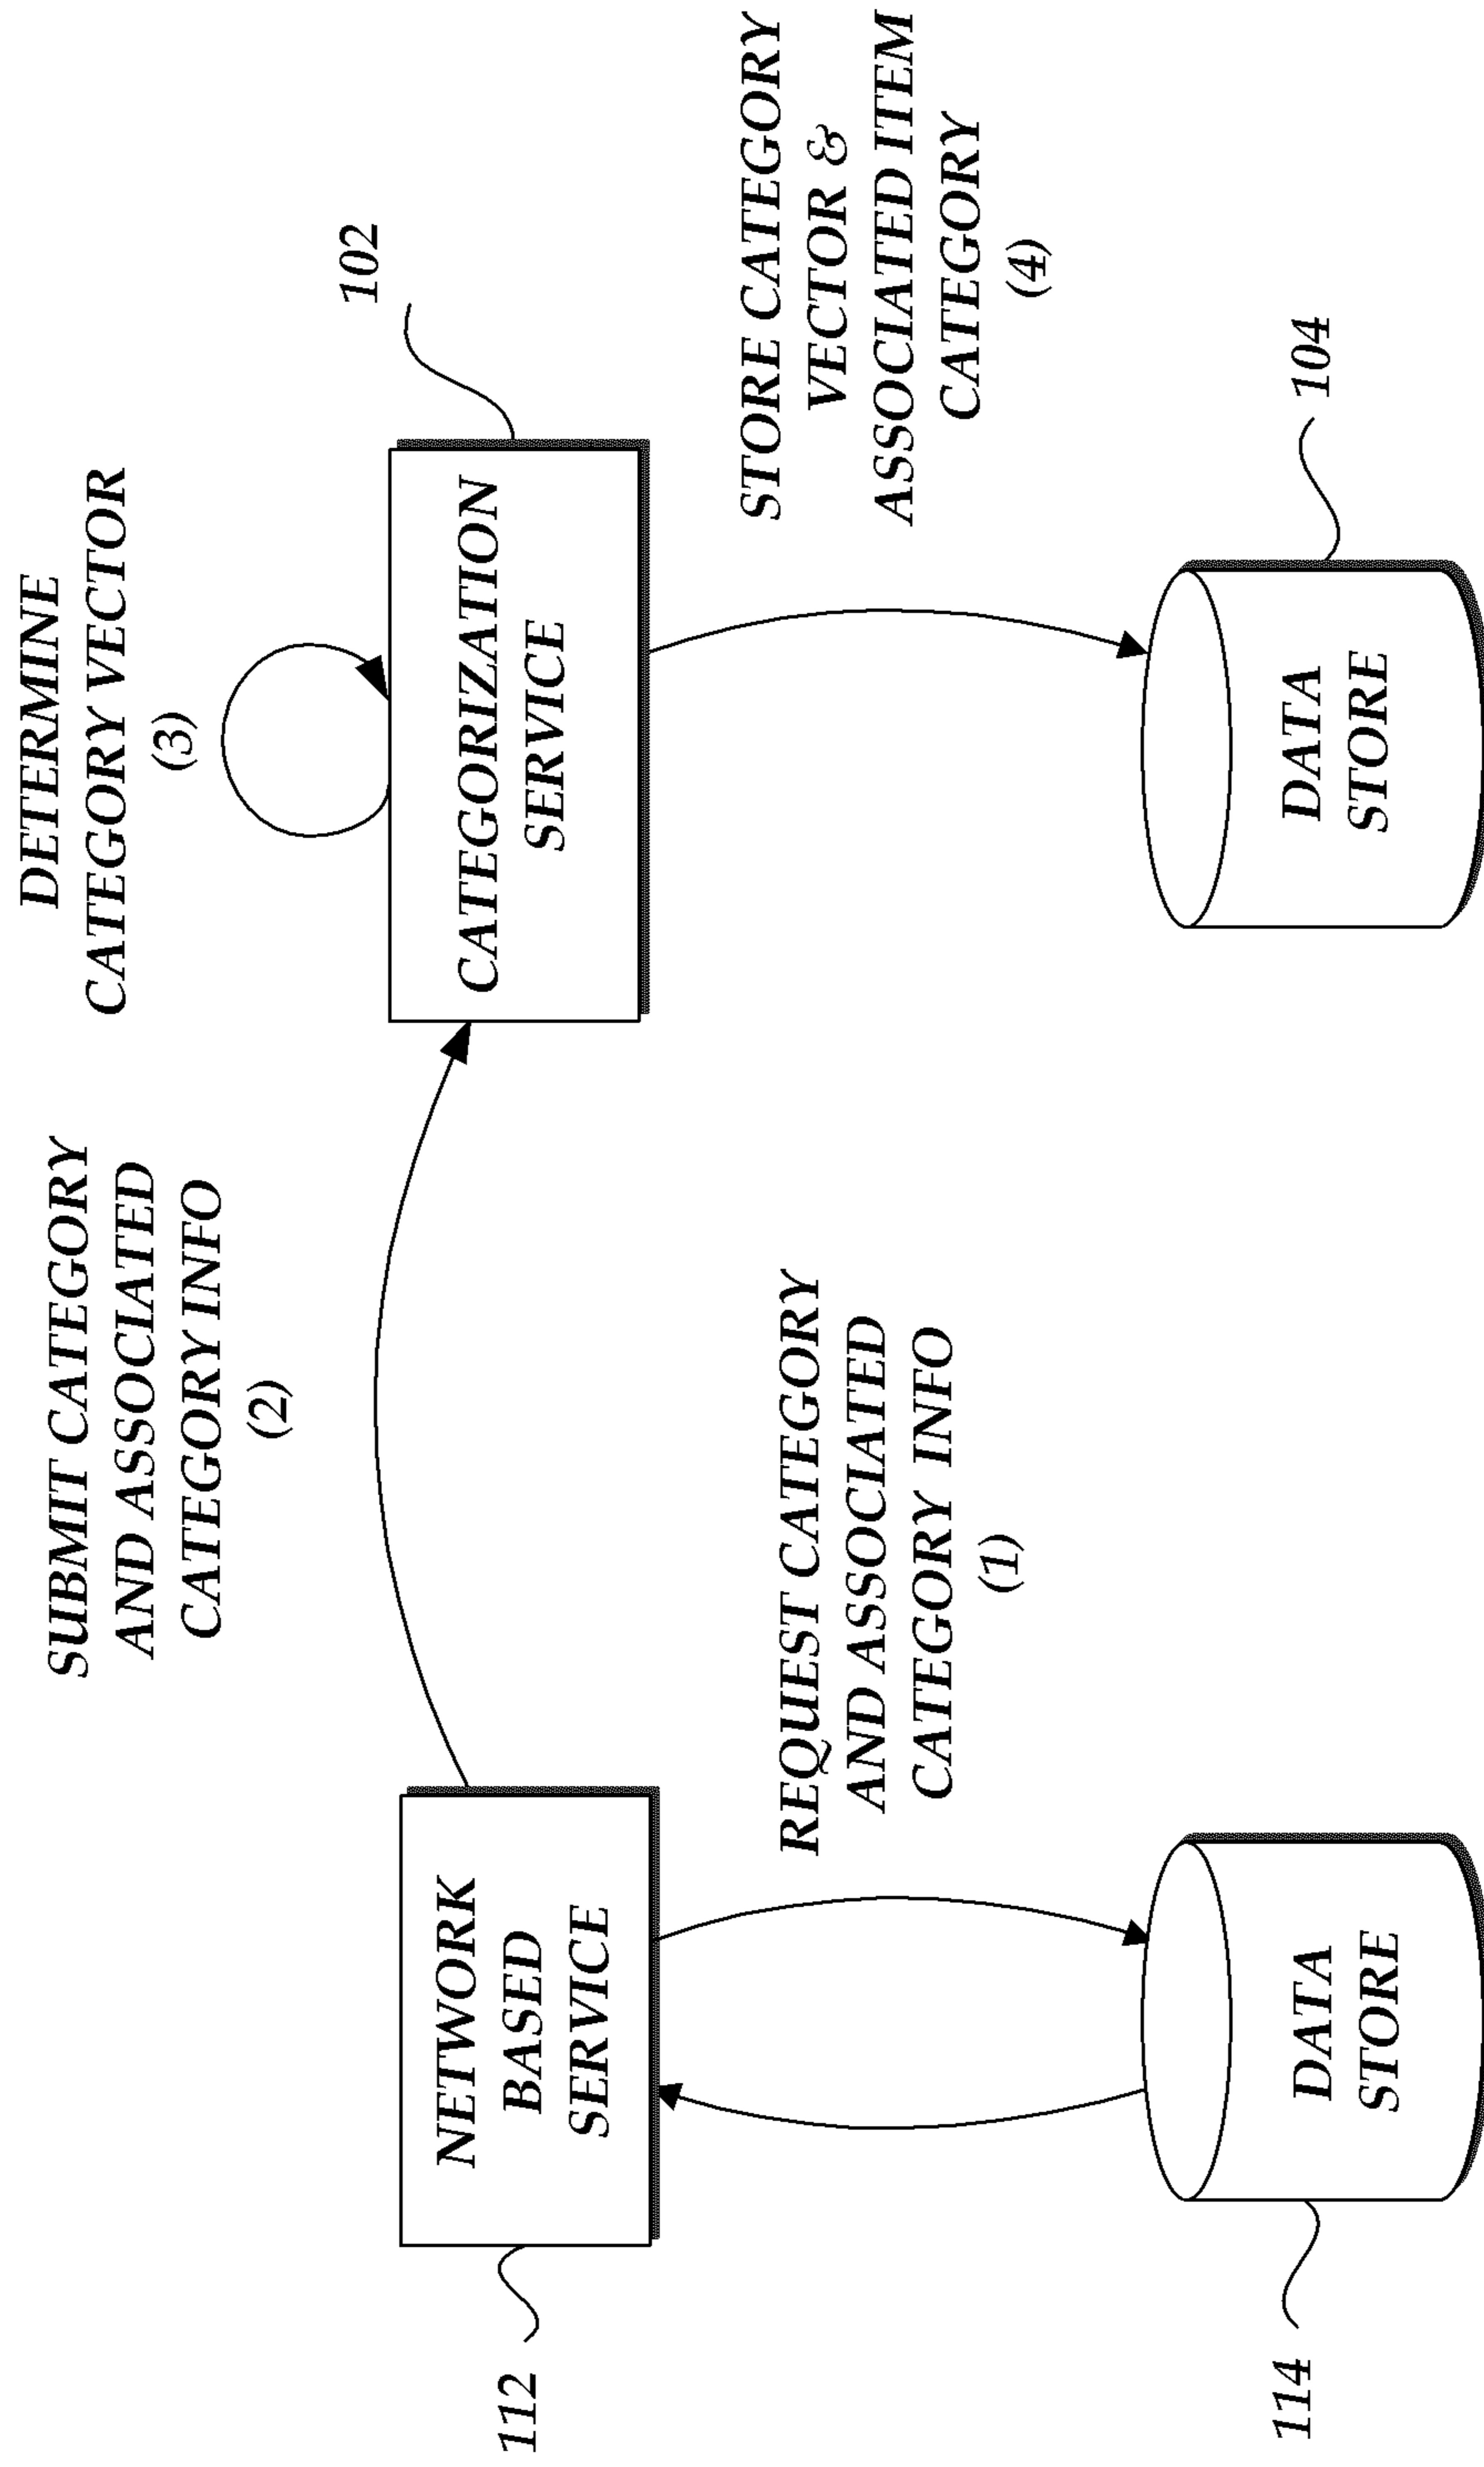 SUBMIT CATEGORY
AND ASSOCIATED
CATEGORY INFO
(2)
DETERMINE
CATEGORY VECTOR
(3)
102
112
NETWORK
BASED
SERVICE
CATEGORIZATION
SERVICE
REQUEST CATEGORY
AND ASSOCIATED
CATEGORY INFO
(1)
STORE CATEGORY
VECTOR &
ASSOCIATED ITEM
CATEGORY
(4)
114
DATA
STORE
DATA
STORE
104